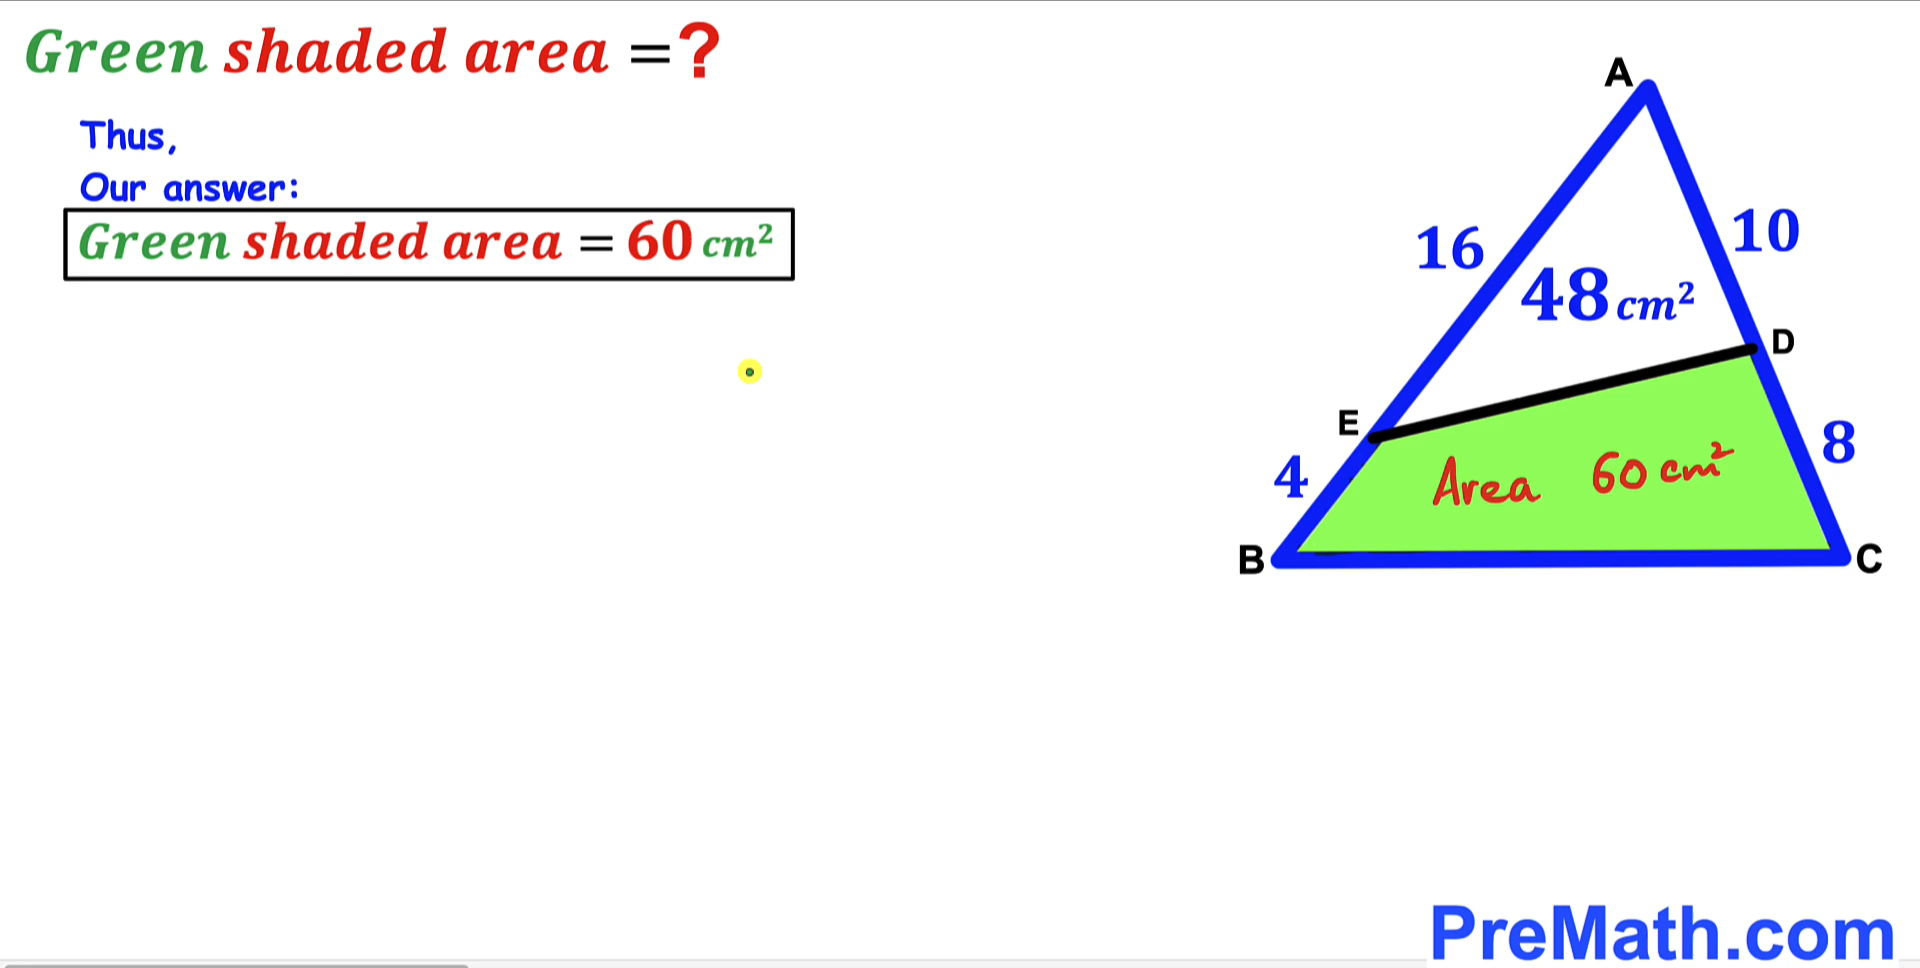 Green shaded area =?
Thus,
Our answer:
Green shaded area = 60 cm²
A
16
10
48 cm²
D
E
8
4
Area 60 cm²
B
C
PreMath.com